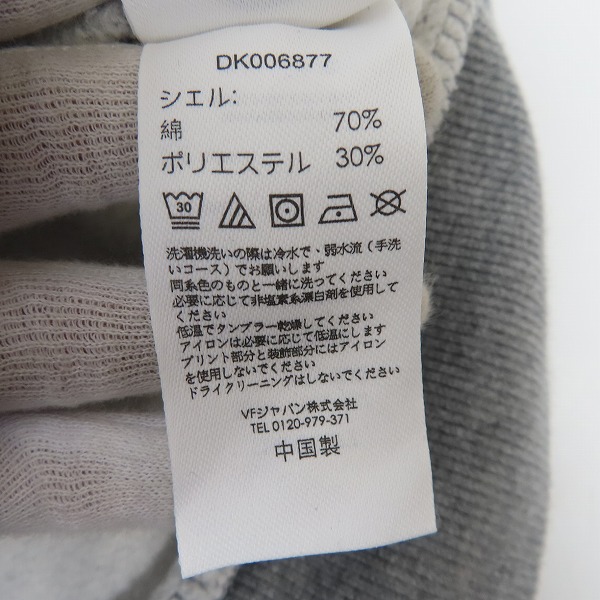 DK006877
シエル:
綿 70%
ポリエステル 30%
30
洗濯機洗いの際は冷水で、弱水流（手洗
いコース）でお願いします
同系色のものと一緒に洗ってください
必要に応じて非塩素系漂白剤を使用して
ください
低温でタンブラー乾燥してください
アイロンは必要に応じて低温にします
プリント部分と装飾部分にはアイロン
を使用しないでください
ドライクリーニングはしないでください
VFジャパン株式会社
TEL 0120-979-371
中国製